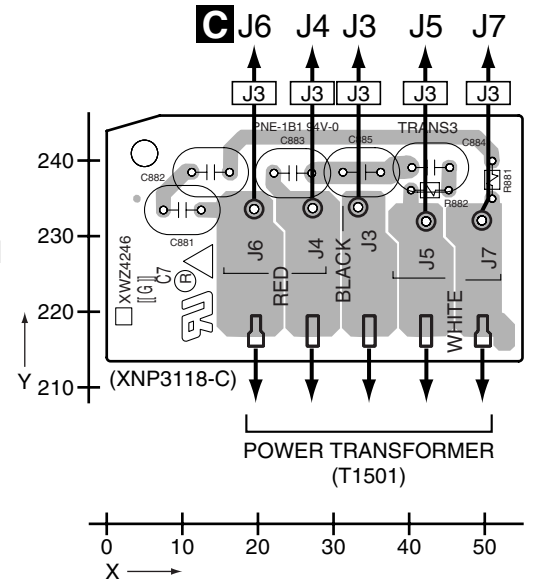 C J6 J4 J3 J5 J7
J3 J3 J3 J3 J3
PNE-1B1 94V-0 TRANS3
C883 C885 C884
240
C882
R881
R882
230
C881
J6 J4 J3 J5 J7
XWZ4246
[G] C7 R
RED BLACK WHITE
220
210
Y
(XNP3118-C)
POWER TRANSFORMER
(T1501)
0 10 20 30 40 50
X